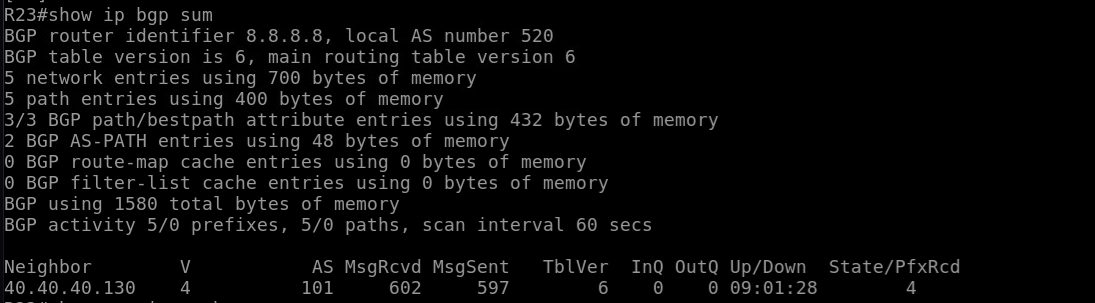 R23#show ip bgp sum
BGP router identifier 8.8.8.8, local AS number 520
BGP table version is 6, main routing table version 6
5 network entries using 700 bytes of memory
5 path entries using 400 bytes of memory
3/3 BGP path/bestpath attribute entries using 432 bytes of memory
2 BGP AS-PATH entries using 48 bytes of memory
0 BGP route-map cache entries using 0 bytes of memory
0 BGP filter-list cache entries using 0 bytes of memory
BGP using 1580 total bytes of memory
BGP activity 5/0 prefixes, 5/0 paths, scan interval 60 secs
Neighbor        V           AS MsgRcvd MsgSent   TblVer  InQ OutQ Up/Down  State/PfxRcd
40.40.40.130    4          101     602     597        6    0    0 09:01:28        4